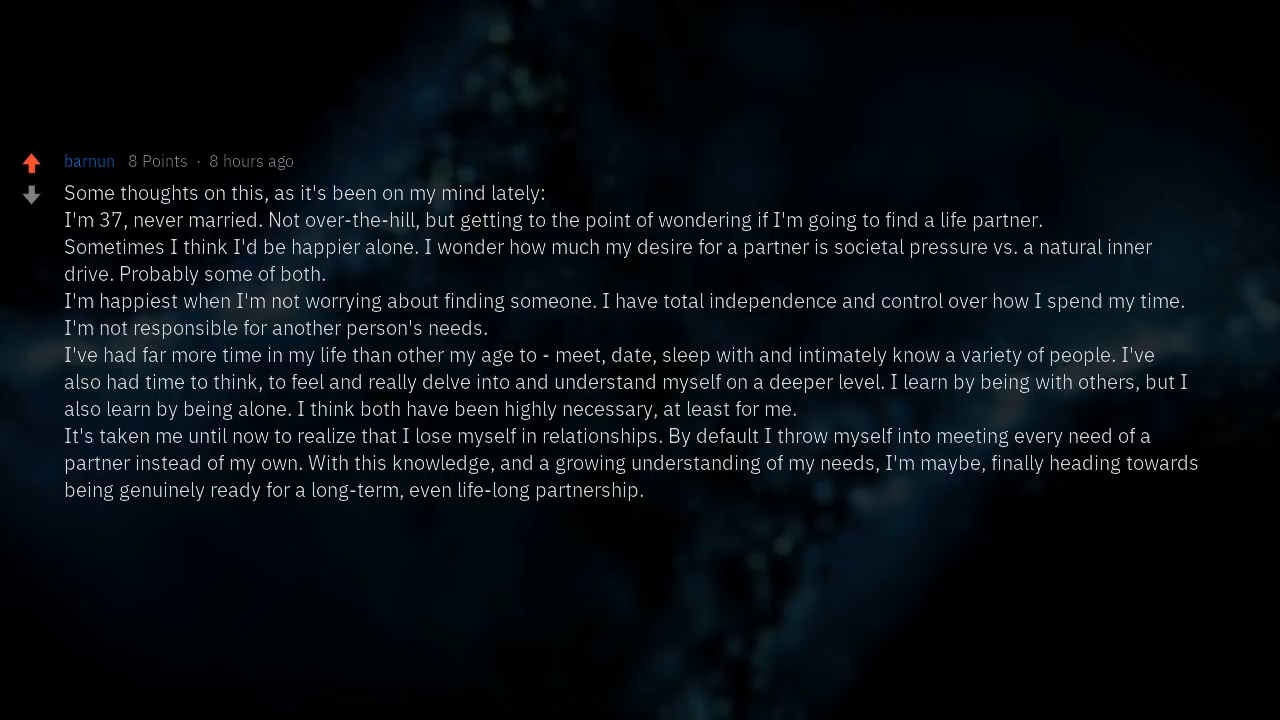 barnun 8 Points · 8 hours ago
Some thoughts on this, as it's been on my mind lately:
I'm 37, never married. Not over-the-hill, but getting to the point of wondering if I'm going to find a life partner.
Sometimes I think I'd be happier alone. I wonder how much my desire for a partner is societal pressure vs. a natural inner
drive. Probably some of both.
I'm happiest when I'm not worrying about finding someone. I have total independence and control over how I spend my time.
I'm not responsible for another person's needs.
I've had far more time in my life than other my age to - meet, date, sleep with and intimately know a variety of people. I've
also had time to think, to feel and really delve into and understand myself on a deeper level. I learn by being with others, but I
also learn by being alone. I think both have been highly necessary, at least for me.
It's taken me until now to realize that I lose myself in relationships. By default I throw myself into meeting every need of a
partner instead of my own. With this knowledge, and a growing understanding of my needs, I'm maybe, finally heading towards
being genuinely ready for a long-term, even life-long partnership.